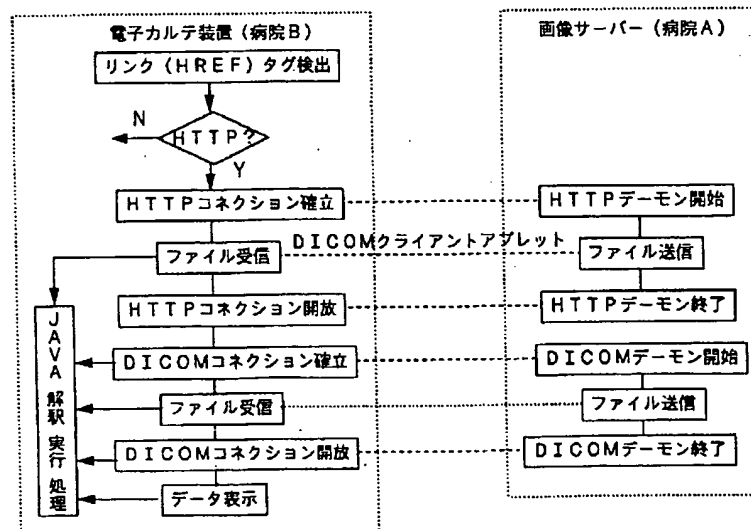 電子カルテ装置（病院B）
リンク（HREF）タグ検出
N
HTTP?
Y
HTTPコネクション確立
ファイル受信
HTTPコネクション開放
DICOMコネクション確立
ファイル受信
DICOMコネクション開放
データ表示
JAVA 解釈 実行 処理
DICOMクライアントアプレット
画像サーバー（病院A）
HTTPデーモン開始
ファイル送信
HTTPデーモン終了
DICOMデーモン開始
ファイル送信
DICOMデーモン終了